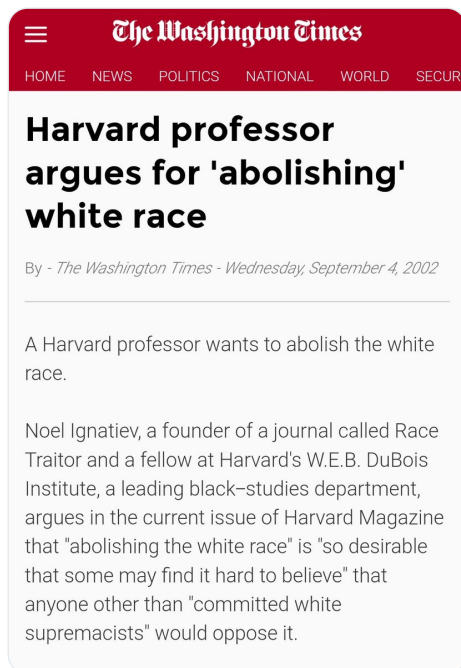 The Washington Times
HOME NEWS POLITICS NATIONAL WORLD SECUR
Harvard professor
argues for 'abolishing'
white race
By - The Washington Times - Wednesday, September 4, 2002
A Harvard professor wants to abolish the white
race.
Noel Ignatiev, a founder of a journal called Race
Traitor and a fellow at Harvard's W.E.B. DuBois
Institute, a leading black–studies department,
argues in the current issue of Harvard Magazine
that "abolishing the white race" is "so desirable
that some may find it hard to believe" that
anyone other than "committed white
supremacists" would oppose it.